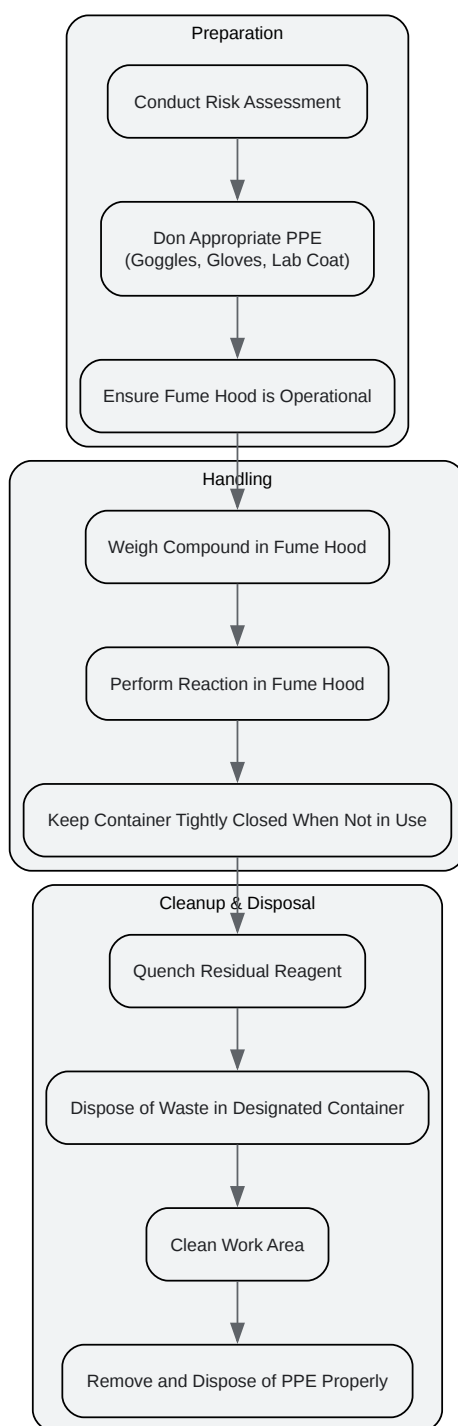 Preparation
Conduct Risk Assessment
Don Appropriate PPE
(Goggles, Gloves, Lab Coat)
Ensure Fume Hood is Operational
Handling
Weigh Compound in Fume Hood
Perform Reaction in Fume Hood
Keep Container Tightly Closed When Not in Use
Cleanup & Disposal
Quench Residual Reagent
Dispose of Waste in Designated Container
Clean Work Area
Remove and Dispose of PPE Properly